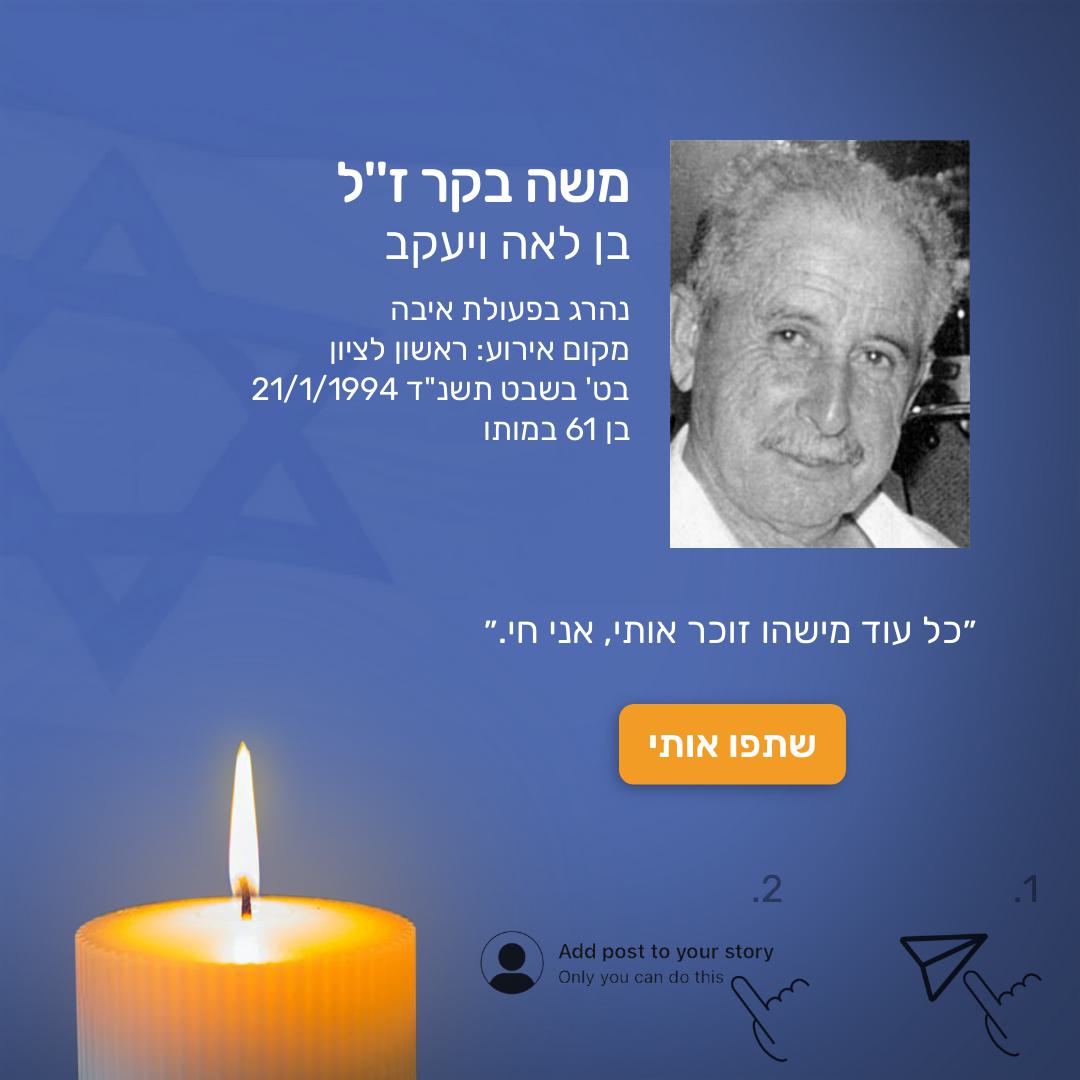 משה בקר ז"ל
בן לאה ויעקב
נהרג בפעולת איבה
מקום אירוע: ראשון לציון
בט' בשבט תשנ"ד 21/1/1994
בן 61 במותו
״כל עוד מישהו זוכר אותי, אני חי.״
שתפו אותי
1.
2.
Add post to your story
Only you can do this